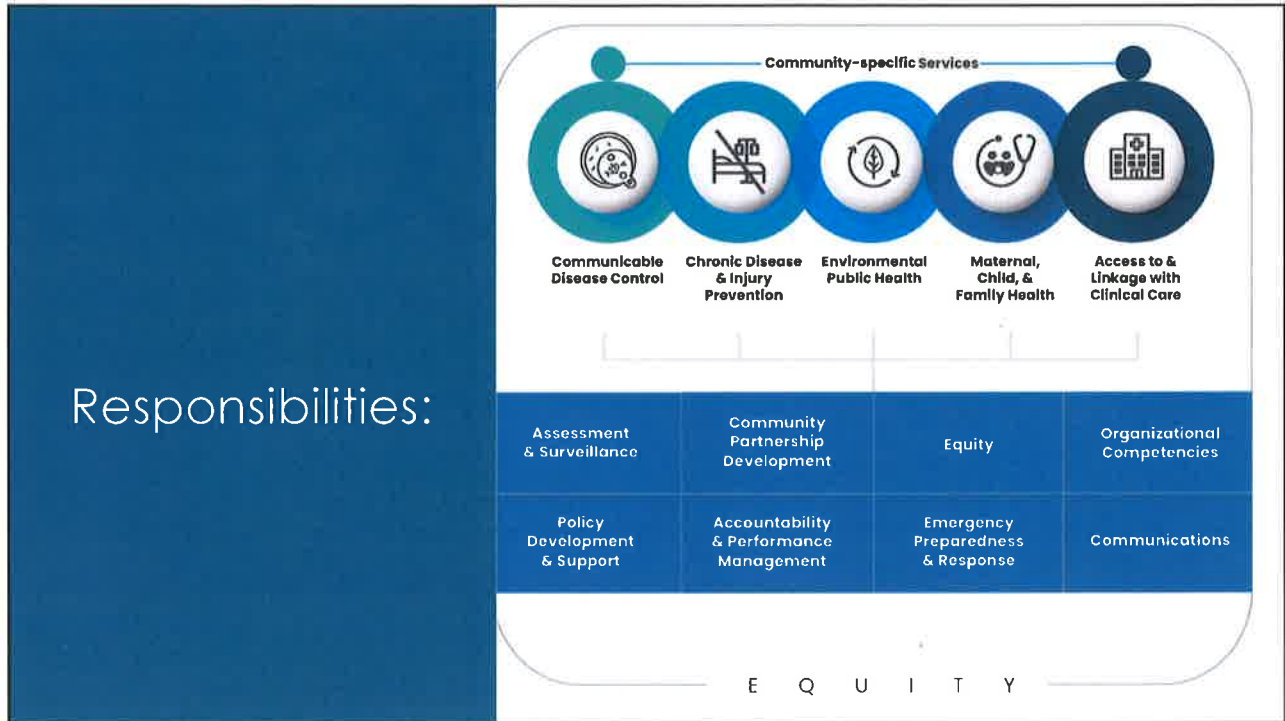 Responsibilities:
Community-specific Services
Communicable
Disease Control
Chronic Disease
& Injury
Prevention
Environmental
Public Health
Maternal,
Child, &
Family Health
Access to &
Linkage with
Clinical Care
Assessment
& Surveillance
Community
Partnership
Development
Equity
Organizational
Competencies
Policy
Development
& Support
Accountability
& Performance
Management
Emergency
Preparedness
& Response
Communications
EQUITY